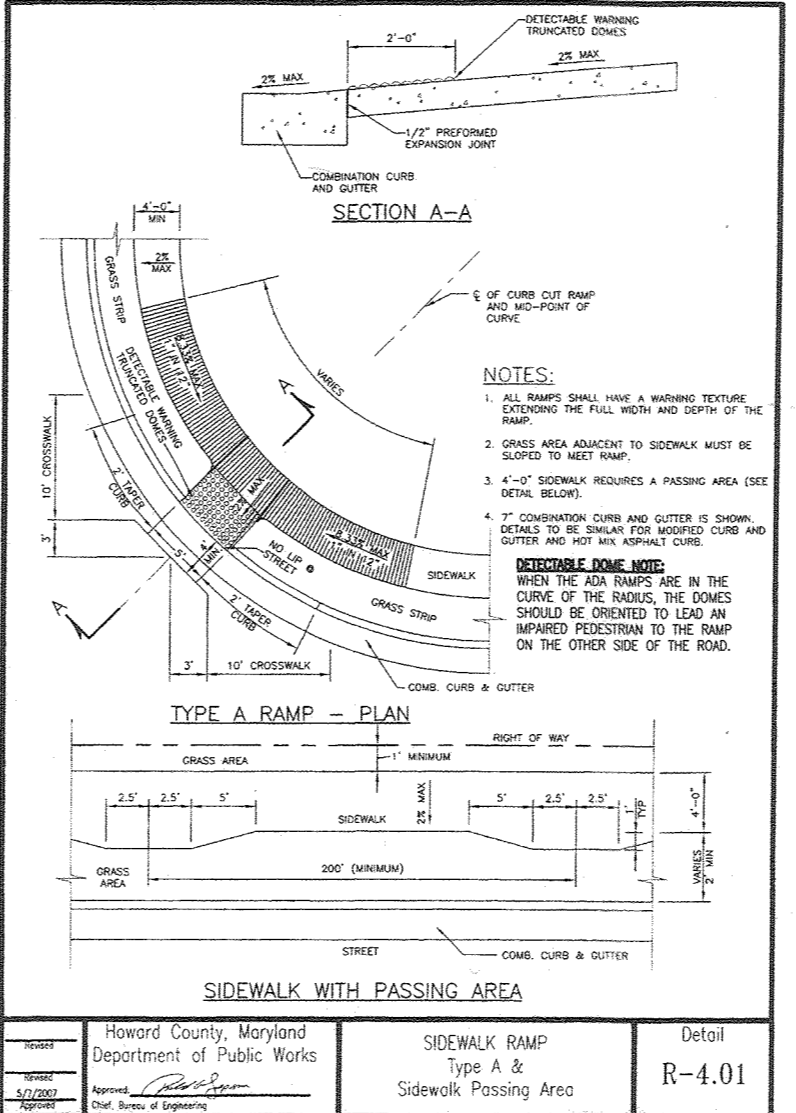 DETECTABLE WARNING
TRUNCATED DOMES
2'-0"
2% MAX
2% MAX
1/2" PREFORMED
EXPANSION JOINT
COMBINATION CURB
AND GUTTER
SECTION A-A
4'-0"
MIN
2%
MAX
GRASS STRIP
8.33% MAX
1" IN 12"
DETECTABLE WARNING
TRUNCATED DOMES
VARIES
A
℄ OF CURB CUT RAMP
AND MID-POINT OF
CURVE
10' CROSSWALK
3'
2' TAPER
CURB
5'
4'
MIN
2%
MAX
NO LIP @
STREET
8.33% MAX
1" IN 12"
SIDEWALK
GRASS STRIP
2' TAPER
CURB
A
3'
10' CROSSWALK
COMB. CURB & GUTTER
TYPE A RAMP - PLAN
NOTES:
1. ALL RAMPS SHALL HAVE A WARNING TEXTURE
EXTENDING THE FULL WIDTH AND DEPTH OF THE
RAMP.
2. GRASS AREA ADJACENT TO SIDEWALK MUST BE
SLOPED TO MEET RAMP.
3. 4'-0" SIDEWALK REQUIRES A PASSING AREA (SEE
DETAIL BELOW).
4. 7" COMBINATION CURB AND GUTTER IS SHOWN.
DETAILS TO BE SIMILAR FOR MODIFIED CURB AND
GUTTER AND HOT MIX ASPHALT CURB.
DETECTABLE DOME NOTE:
WHEN THE ADA RAMPS ARE IN THE
CURVE OF THE RADIUS, THE DOMES
SHOULD BE ORIENTED TO LEAD AN
IMPAIRED PEDESTRIAN TO THE RAMP
ON THE OTHER SIDE OF THE ROAD.
RIGHT OF WAY
GRASS AREA
1' MINIMUM
2.5' 2.5' 5'
SIDEWALK
2% MAX
5' 2.5' 2.5'
1'
TYP
4'-0"
GRASS
AREA
200' (MINIMUM)
VARIES
2' MIN
STREET
COMB. CURB & GUTTER
SIDEWALK WITH PASSING AREA
Revised
Revised
5/7/2007
Approved
Howard County, Maryland
Department of Public Works
Approved:
Chief, Bureau of Engineering
SIDEWALK RAMP
Type A &
Sidewalk Passing Area
Detail
R-4.01